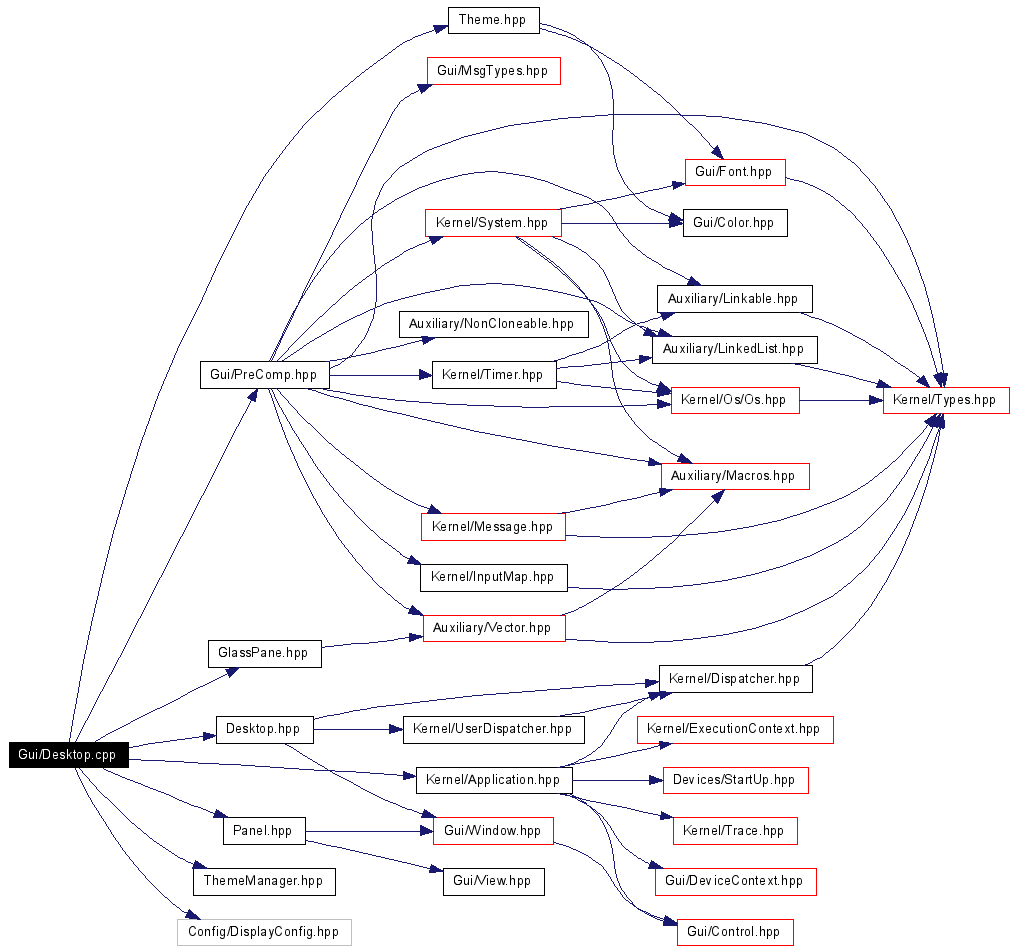 Theme.hpp
Gui/MsgTypes.hpp
Gui/Font.hpp
Kernel/System.hpp
Gui/Color.hpp
Auxiliary/Linkable.hpp
Auxiliary/NonCloneable.hpp
Auxiliary/LinkedList.hpp
Gui/PreComp.hpp
Kernel/Timer.hpp
Kernel/Os/Os.hpp
Kernel/Types.hpp
Auxiliary/Macros.hpp
Kernel/Message.hpp
Kernel/InputMap.hpp
Auxiliary/Vector.hpp
GlassPane.hpp
Kernel/Dispatcher.hpp
Desktop.hpp
Kernel/UserDispatcher.hpp
Kernel/ExecutionContext.hpp
Gui/Desktop.cpp
Kernel/Application.hpp
Devices/StartUp.hpp
Panel.hpp
Gui/Window.hpp
Kernel/Trace.hpp
ThemeManager.hpp
Gui/View.hpp
Gui/DeviceContext.hpp
Config/DisplayConfig.hpp
Gui/Control.hpp